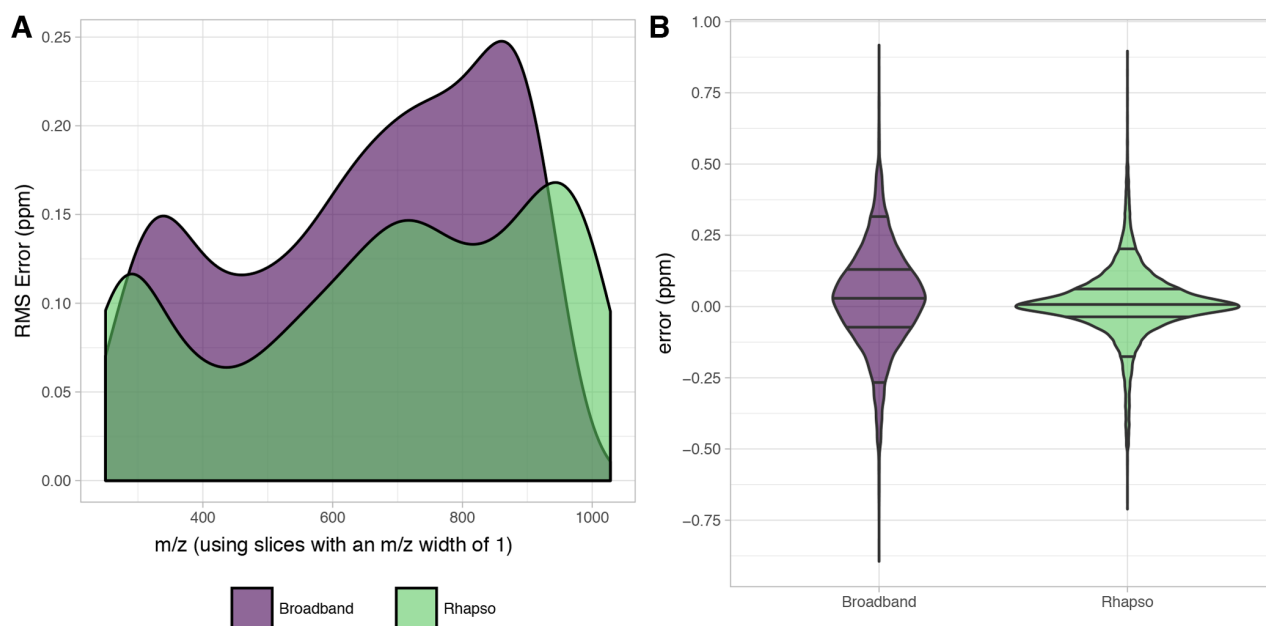 A
RMS Error (ppm)
0.25
0.20
0.15
0.10
0.05
0.00
400 600 800 1000
m/z (using slices with an m/z width of 1)
Broadband Rhapso
B
error (ppm)
1.00
0.75
0.50
0.25
0.00
−0.25
−0.50
−0.75
Broadband Rhapso